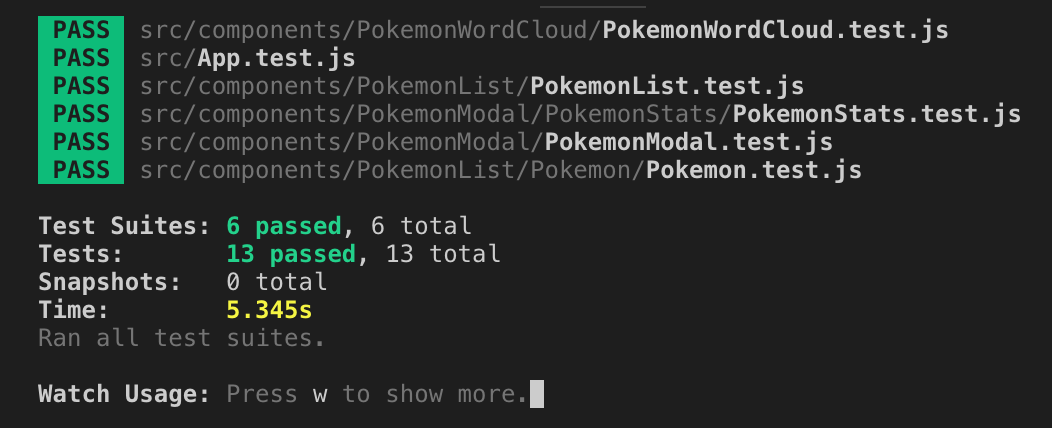 PASS src/components/PokemonWordCloud/PokemonWordCloud.test.js
PASS src/App.test.js
PASS src/components/PokemonList/PokemonList.test.js
PASS src/components/PokemonModal/PokemonStats/PokemonStats.test.js
PASS src/components/PokemonModal/PokemonModal.test.js
PASS src/components/PokemonList/Pokemon/Pokemon.test.js
Test Suites: 6 passed, 6 total
Tests: 13 passed, 13 total
Snapshots: 0 total
Time: 5.345s
Ran all test suites.
Watch Usage: Press w to show more.